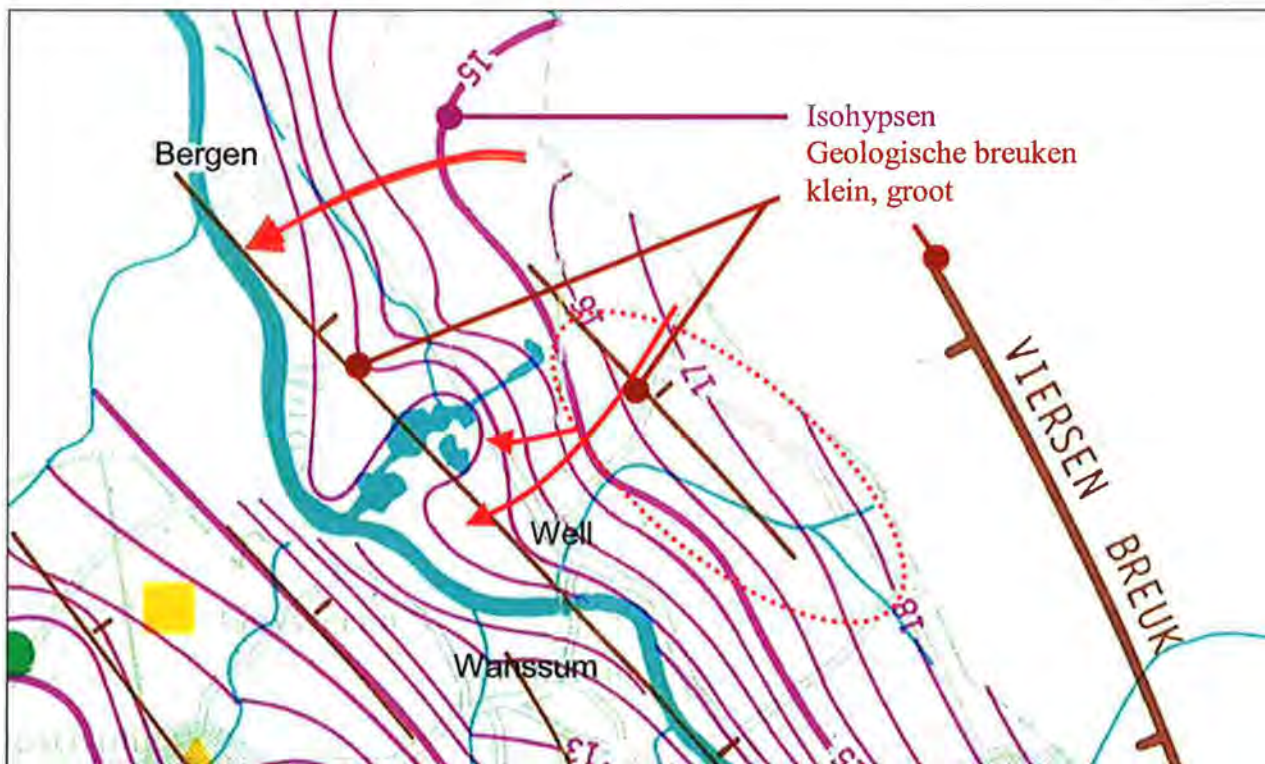 15
Isohypsen
Geologische breuken
klein, groot
Bergen
16
17
VIERSEN BREUK
Well
18
Wanssum
13